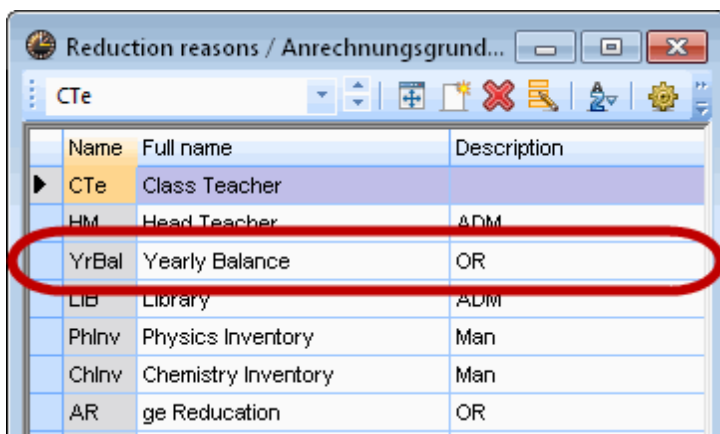 Reduction reasons / Anrechnungsgrund...
CTe
Name Full name Description
CTe Class Teacher
HM Head Teacher ADM
YrBal Yearly Balance OR
LIB Library ADM
PhInv Physics Inventory Man
ChInv Chemistry Inventory Man
AR ge Reducation OR